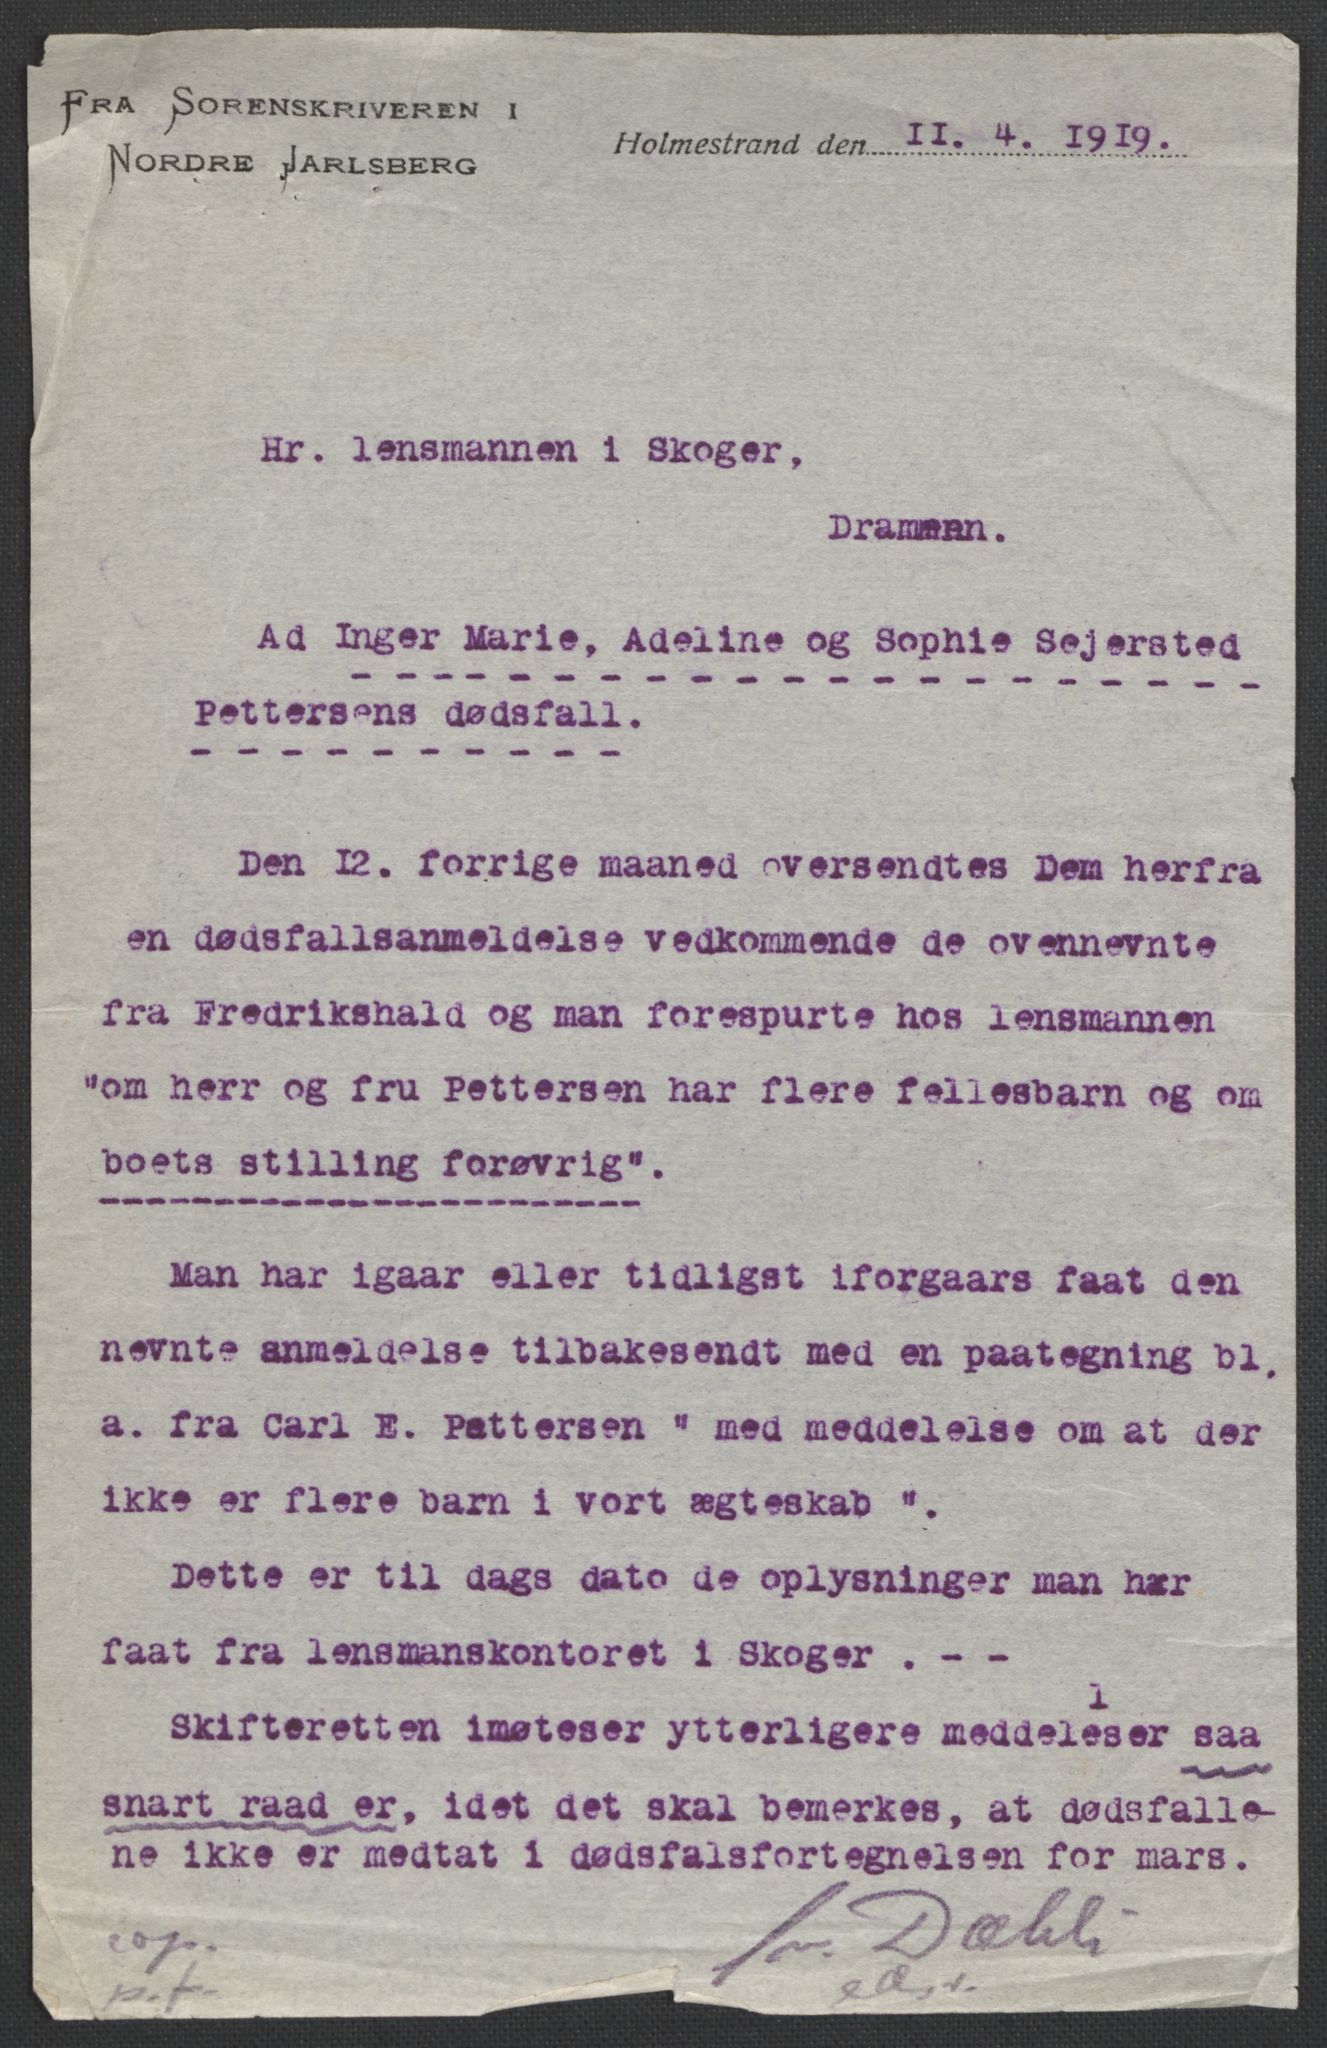 FRA SORENSKRIVEREN I
NORDRE JARLSBERG
Holmestrand den 11. 4. 1919.
Hr. lensmannen i Skoger,
Drammen.
Ad Inger Marie, Adeline og Sophie Sejersted
Pettersens dødsfall.
Den 12. forrige maaned oversendtes Dem herfra
en dødsfallsanmeldelse vedkommende de ovennevnte
fra Fredrikshald og man forespurte hos lensmannen
"om herr og fru Pettersen har flere fellesbarn og om
boets stilling forøvrig".
Man har igaar eller tidligst iforgaars faat den
nevnte anmeldelse tilbakesendt med en paategning bl.
a. fra Carl E. Pettersen " med meddelelse om at der
ikke er flere barn i vort ægteskab ".
Dette er til dags dato de oplysninger man har
faat fra lensmanskontoret i Skoger . - -
l
Skifteretten imøteser ytterligere meddeleser saa
snart raad er, idet det skal bemerkes, at dødsfalle-
ne ikke er medtat i dødsfalsfortegnelsen for mars.
Dæhli
cop.
p.t.